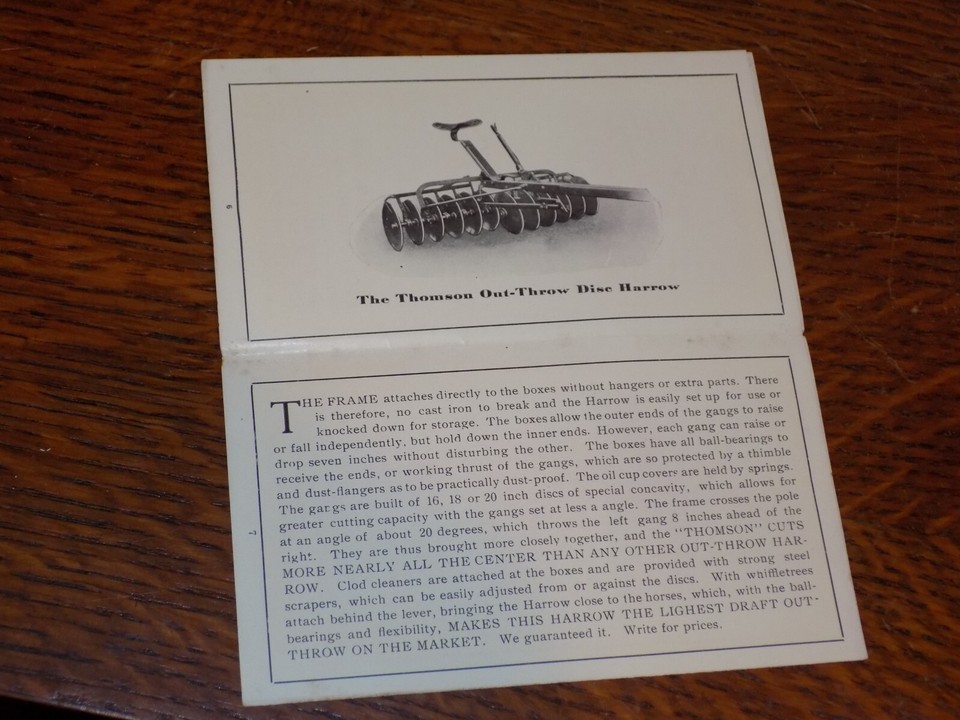 6
The Thomson Out-Throw Disc Harrow
7
THE FRAME attaches directly to the boxes without hangers or extra parts. There
is therefore, no cast iron to break and the Harrow is easily set up for use or
knocked down for storage. The boxes allow the outer ends of the gangs to raise
or fall independently, but hold down the inner ends. However, each gang can raise or
drop seven inches without disturbing the other. The boxes have all ball-bearings to
receive the ends, or working thrust of the gangs, which are so protected by a thimble
and dust-flangers as to be practically dust-proof. The oil cup covers are held by springs.
The gangs are built of 16, 18 or 20 inch discs of special concavity, which allows for
greater cutting capacity with the gangs set at less a angle. The frame crosses the pole
at an angle of about 20 degrees, which throws the left gang 8 inches ahead of the
right. They are thus brought more closely together, and the "THOMSON" CUTS
MORE NEARLY ALL THE CENTER THAN ANY OTHER OUT-THROW HAR-
ROW. Clod cleaners are attached at the boxes and are provided with strong steel
scrapers, which can be easily adjusted from or against the discs. With whiffletrees
attach behind the lever, bringing the Harrow close to the horses, which, with the ball-
bearings and flexibility, MAKES THIS HARROW THE LIGHEST DRAFT OUT-
THROW ON THE MARKET. We guaranteed it. Write for prices.